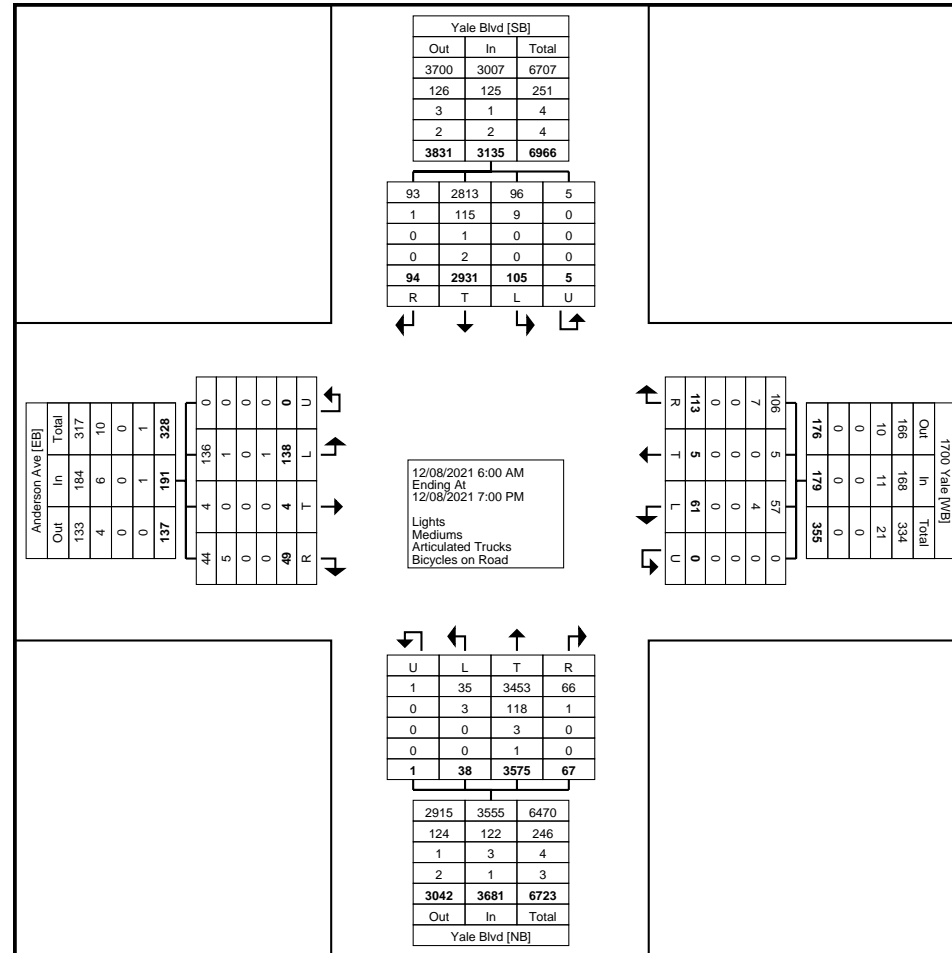 Yale Blvd [SB]
Out In Total
3700 3007 6707
126 125 251
3 1 4
2 2 4
3831 3135 6966
93 2813 96 5
1 115 9 0
0 1 0 0
0 2 0 0
94 2931 105 5
R T L U
Anderson Ave [EB]
Total 317 10 0 1 328
In 184 6 0 1 191
Out 133 4 0 0 137
0 0 0 0 0 U
136 1 0 1 138 L
4 0 0 0 4 T
44 5 0 0 49 R
12/08/2021 6:00 AM
Ending At
12/08/2021 7:00 PM
Lights
Mediums
Articulated Trucks
Bicycles on Road
R 113 0 0 7 106
T 5 0 0 0 5
L 61 0 0 4 57
U 0 0 0 0 0
1700 Yale [WB]
176 0 0 10 166 Out
179 0 0 11 168 In
355 0 0 21 334 Total
U L T R
1 35 3453 66
0 3 118 1
0 0 3 0
0 0 1 0
1 38 3575 67
2915 3555 6470
124 122 246
1 3 4
2 1 3
3042 3681 6723
Out In Total
Yale Blvd [NB]